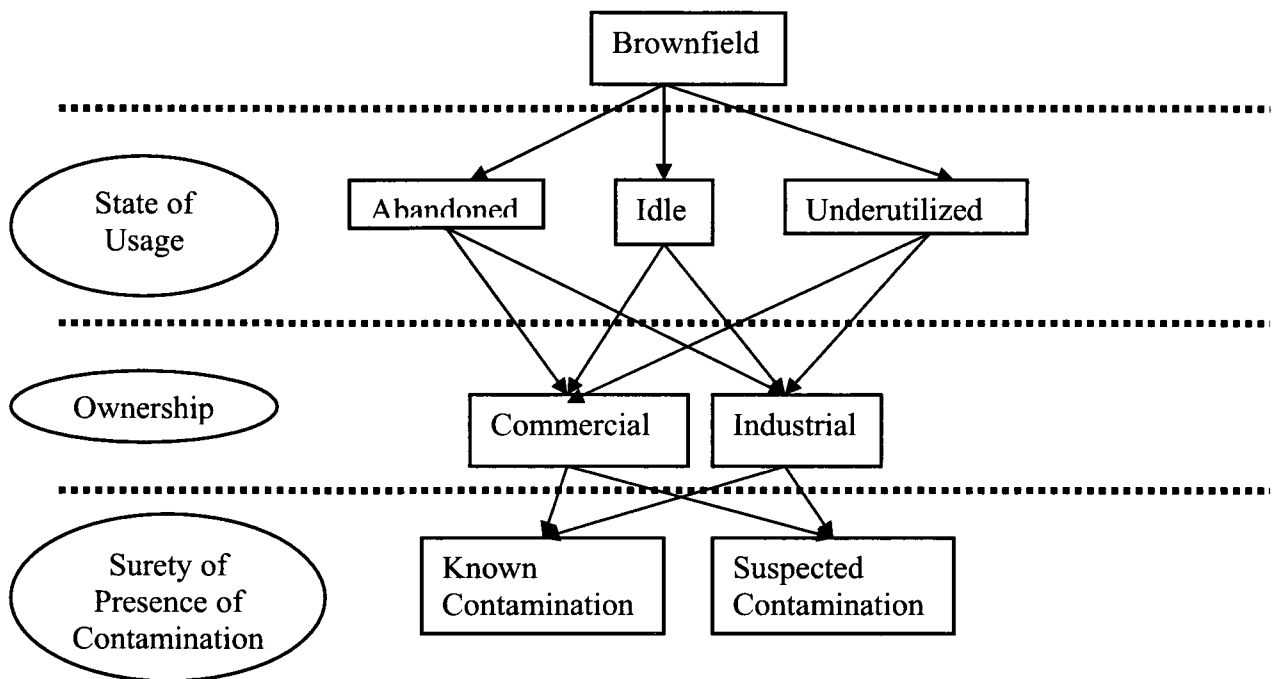 Brownfield
State of
Usage
Abandoned
Idle
Underutilized
Ownership
Commercial
Industrial
Surety of
Presence of
Contamination
Known
Contamination
Suspected
Contamination